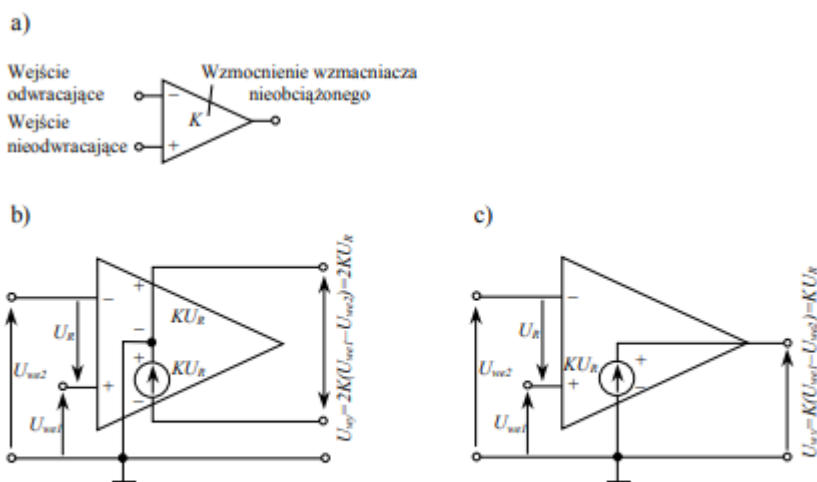 a)
Wejście
odwracające
Wzmocnienie wzmacniacza
nieobciążonego
−
K
Wejście
nieodwracające
+
b)
−
+
KU_R
U_R
−
+
KU_R
U_we2
+
−
U_we1
U_wy=2K(U_we1−U_we2)=2KU_R
c)
−
U_R
KU_R
+
U_we2
+
−
U_we1
U_wy=K(U_we1−U_we2)=KU_R